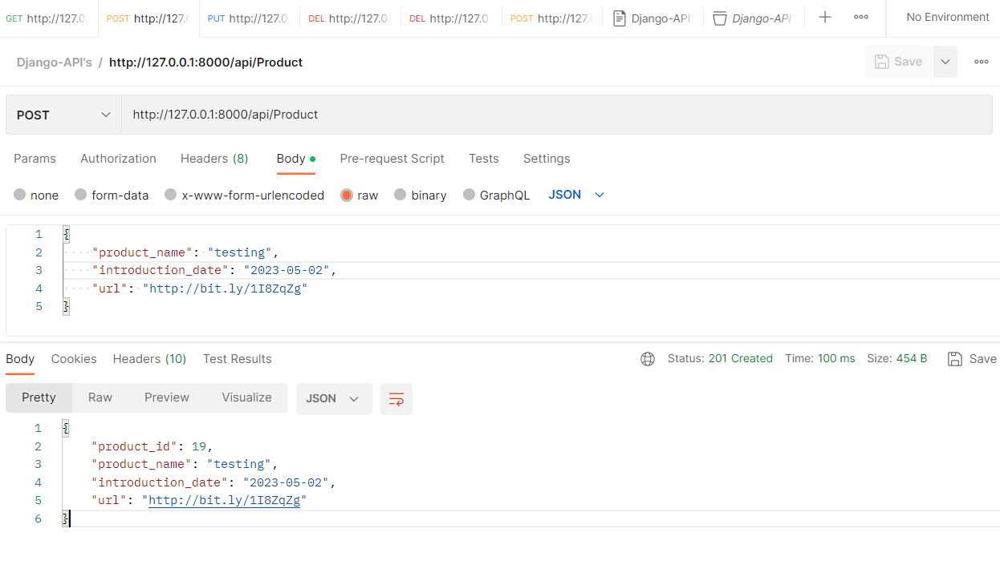 GET http://127.0. POST http://127.0 PUT http://127.0. DEL http://127.0. DEL http://127.0. POST http://127. Django-API' Django-API' No Environment
Django-API's / http://127.0.0.1:8000/api/Product Save
POST http://127.0.0.1:8000/api/Product
Params Authorization Headers (8) Body Pre-request Script Tests Settings
none form-data x-www-form-urlencoded raw binary GraphQL JSON
1 {
2 "product_name": "testing",
3 "introduction_date": "2023-05-02",
4 "url": "http://bit.ly/1I8ZqZg"
5 }
Body Cookies Headers (10) Test Results Status: 201 Created Time: 100 ms Size: 454 B Save
Pretty Raw Preview Visualize JSON
1 {
2 "product_id": 19,
3 "product_name": "testing",
4 "introduction_date": "2023-05-02",
5 "url": "http://bit.ly/1I8ZqZg"
6 }